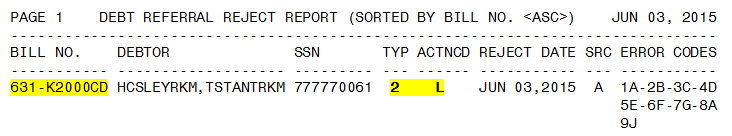 PAGE 1 DEBT REFERRAL REJECT REPORT (SORTED BY BILL NO. <ASC>) JUN 03, 2015
--------------------------------------------------------------------------------
BILL NO. DEBTOR SSN TYP ACTNCD REJECT DATE SRC ERROR CODES
----------- -------------------- --------- --- ------ ----------- --- -----------
631-K2000CD HCSLEYRKM,TSTANTRKM 777770061 2 L JUN 03,2015 A 1A-2B-3C-4D
5E-6F-7G-8A
9J